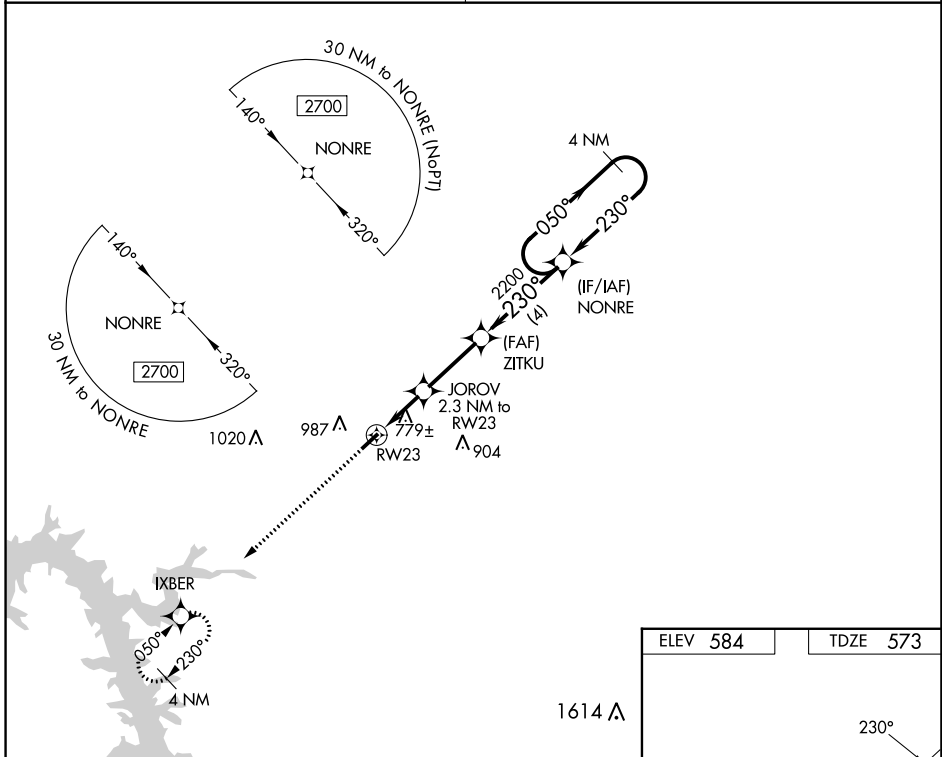 30 NM to NONRE (NoPT)
2700
140°
NONRE
320°
4 NM
050°
230°
(IF/IAF)
NONRE
2200
230°
(4)
(FAF)
ZITKU
140°
NONRE
320°
2700
30 NM to NONRE
JOROV
2.3 NM to
RW23
1020
987
779±
904
RW23
IXBER
050°
230°
4 NM
1614
ELEV 584
TDZE 573
230°